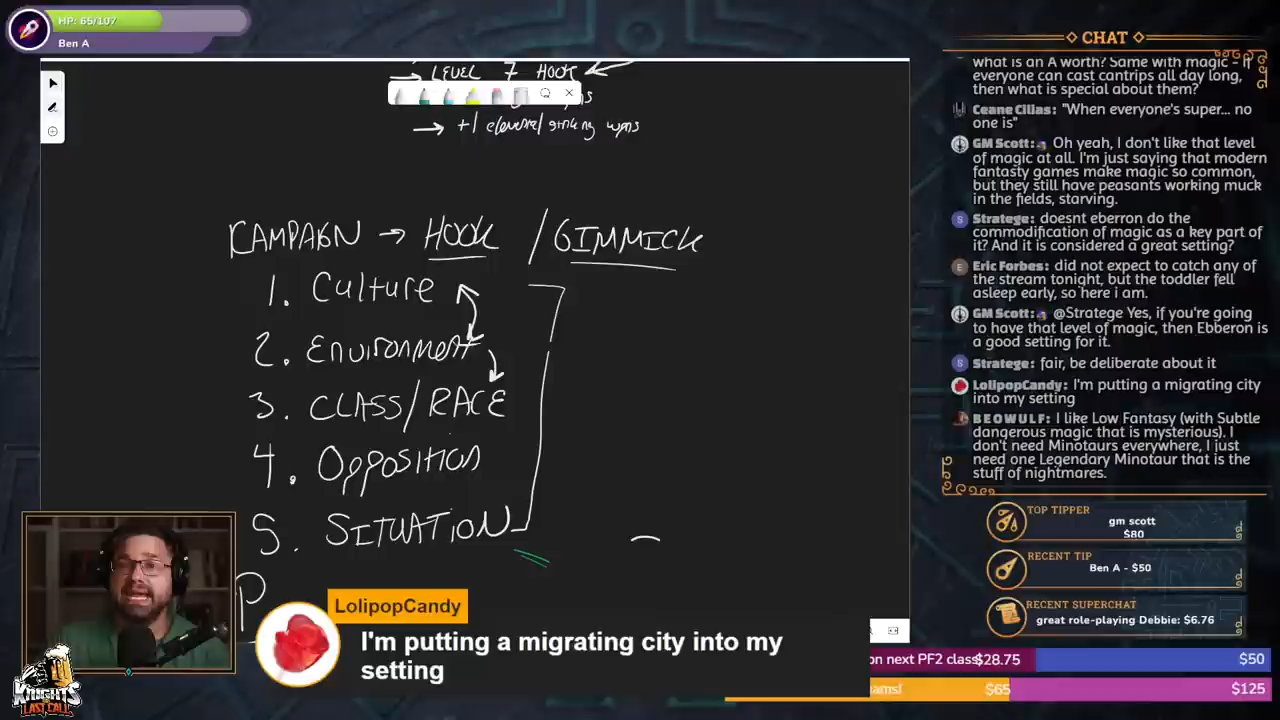 HP: 65/107
Ben A
LEVEL 7 HOOK
→ +1 elemental striking wpns
CAMPAIGN → HOOK / GIMMICK
1. Culture
2. Environment
3. CLASS/RACE
4. Opposition
5. SITUATION
P
LolipopCandy
I'm putting a migrating city into my
setting
KNIGHTS
LAST CALL
CHAT
what is an A worth? Same with magic - if
everyone can cast cantrips all day long,
then what is special about them?
Ceane Cilias: "When everyone's super... no
one is"
GM Scott: Oh yeah, I don't like that level
of magic at all. I'm just saying that modern
fantasty games make magic so common,
but they still have peasants working muck
in the fields, starving.
Stratege: doesnt eberron do the
commodification of magic as a key part of
it? And it is considered a great setting?
Eric Forbes: did not expect to catch any of
the stream tonight, but the toddler fell
asleep early, so here i am.
GM Scott: @Stratege Yes, if you're going
to have that level of magic, then Ebberon is
a good setting for it.
Stratege: fair, be deliberate about it
LolipopCandy: I'm putting a migrating city
into my setting
BEOWULF: I like Low Fantasy (with Subtle
dangerous magic that is mysterious). I
don't need Minotaurs everywhere, I just
need one Legendary Minotaur that is the
stuff of nightmares.
TOP TIPPER
gm scott
$80
RECENT TIP
Ben A - $50
RECENT SUPERCHAT
great role-playing Debbie: $6.76
on next PF2 class $28.75 $50
ams! $65 $125